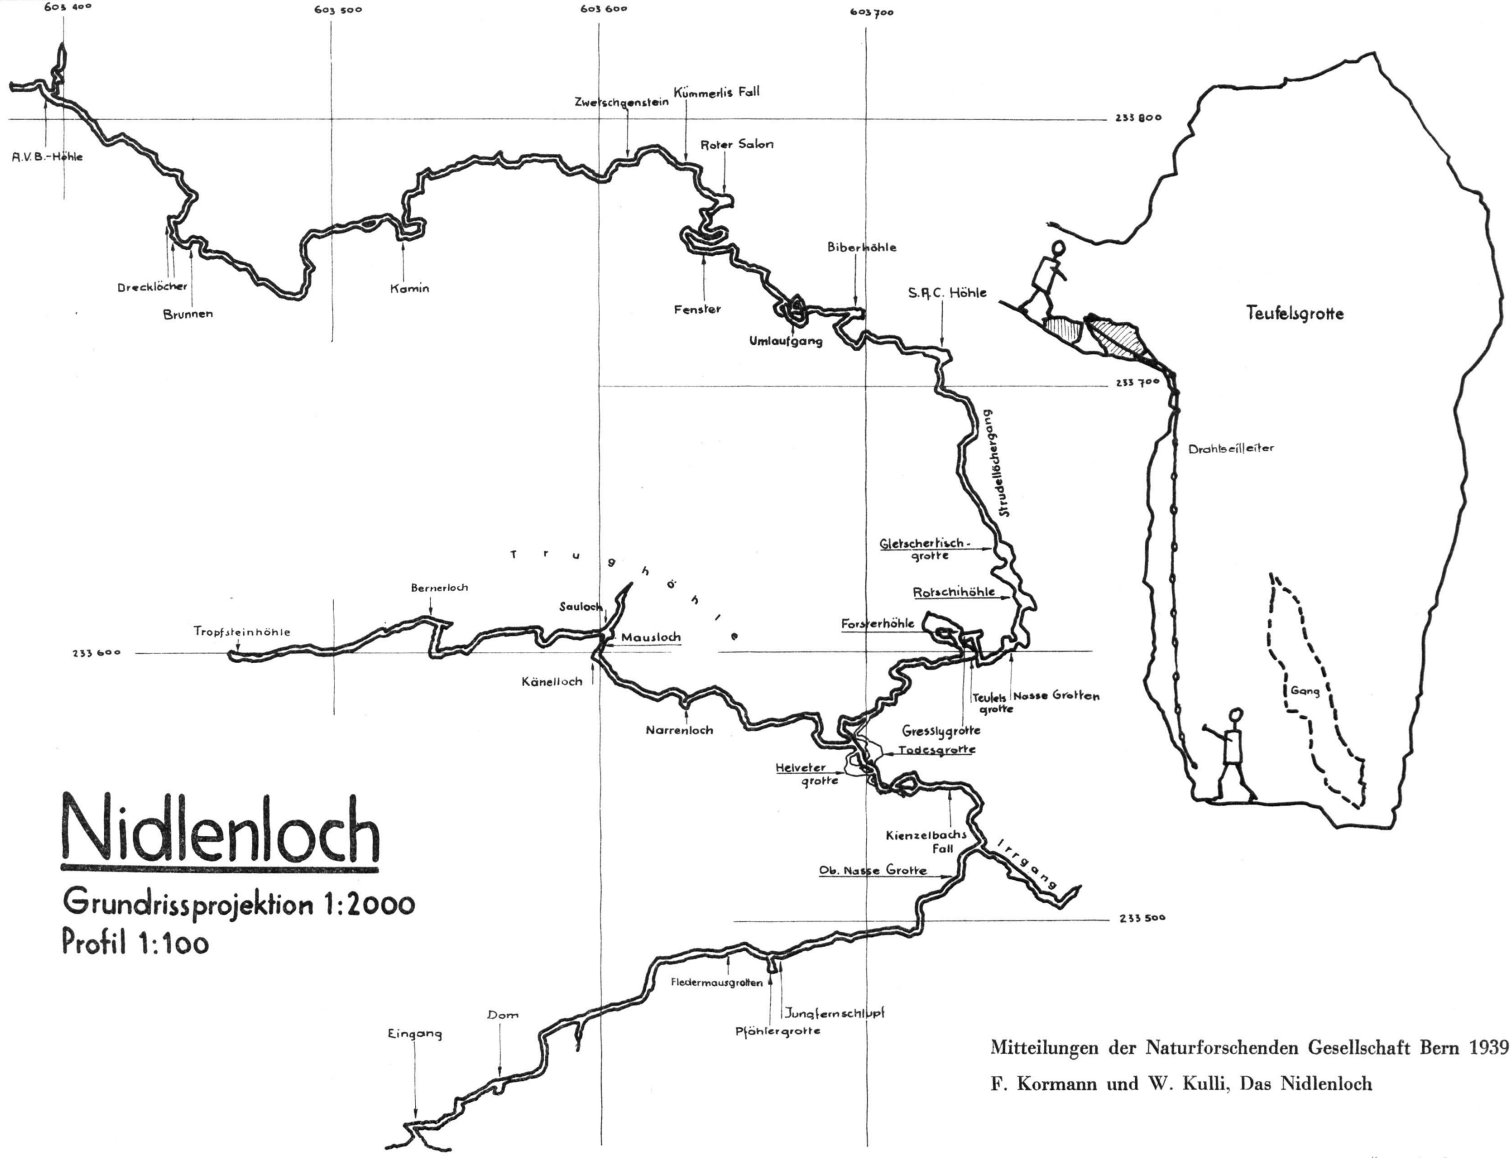 603 400
603 500
603 600
603 700
Zwetschgenstein
Kümmerlis Fall
233 800
Roter Salon
A.V.B.-Höhle
Biberhöhle
Drecklöcher
Kamin
S.A.C. Höhle
Brunnen
Fenster
Teufelsgrotte
Umlaufgang
233 700
Drahtseilleiter
Strudellöchergang
Gletschertisch-
grotte
Trughöhle
Bernerloch
Rotschihöhle
Sauloch
Forsterhöhle
Tropfsteinhöhle
Mausloch
233 600
Känelloch
Gang
Teufels
grotte
Nasse Grotten
Narrenloch
Gresslygrotte
Todesgrotte
Helveter
grotte
Nidlenloch
Kienzelbachs
Fall
Irrgang
Ob. Nasse Grotte
Grundrissprojektion 1:2000
233 500
Profil 1:100
Fledermausgrotten
Jungfernschlupf
Dom
Pfählergrotte
Eingang
Mitteilungen der Naturforschenden Gesellschaft Bern 1939
F. Kormann und W. Kulli, Das Nidlenloch